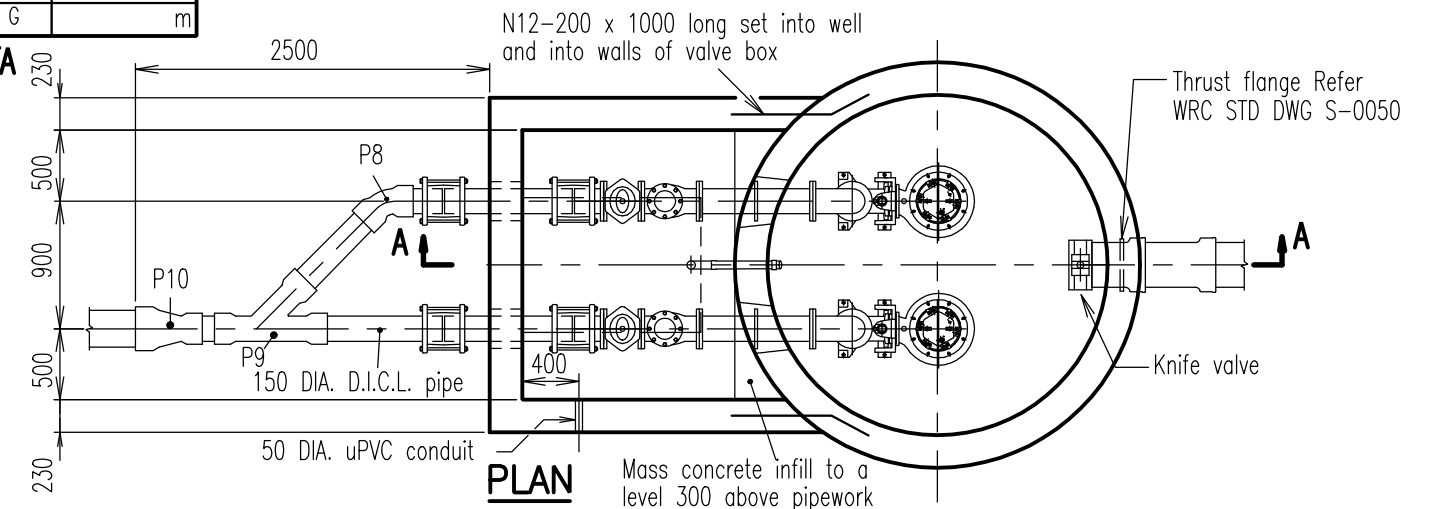 G m
TA
N12-200 x 1000 long set into well
and into walls of valve box
2500
230
Thrust flange Refer
WRC STD DWG S-0050
P8
500
A
A
900
P10
P9
150 DIA. D.I.C.L. pipe
400
Knife valve
500
50 DIA. uPVC conduit
230
PLAN
Mass concrete infill to a
level 300 above pipework